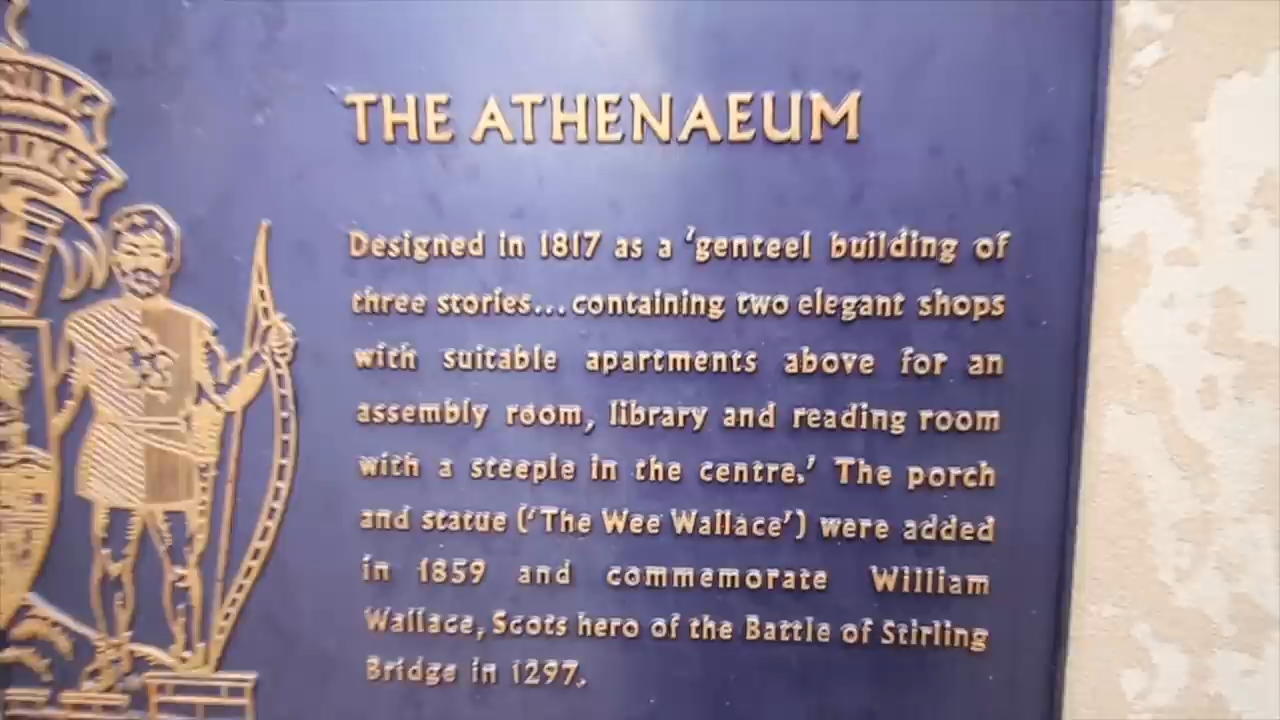 THE ATHENAEUM
Designed in 1817 as a 'genteel building of
three stories...containing two elegant shops
with suitable apartments above for an
assembly room, library and reading room
with a steeple in the centre.' The porch
and statue ('The Wee Wallace') were added
in 1859 and commemorate William
Wallace, Scots hero of the Battle of Stirling
Bridge in 1297.